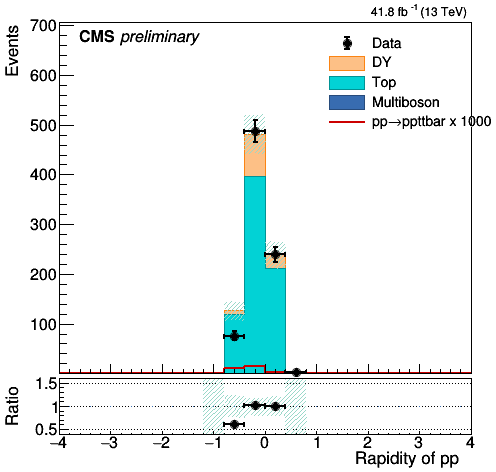 41.8 fb⁻¹ (13 TeV)
CMS preliminary
Events
700
600
500
400
300
200
100
Data
DY
Top
Multiboson
pp→ppttbar x 1000
Ratio
1.5
1
0.5
−4 −3 −2 −1 0 1 2 3 4
Rapidity of pp